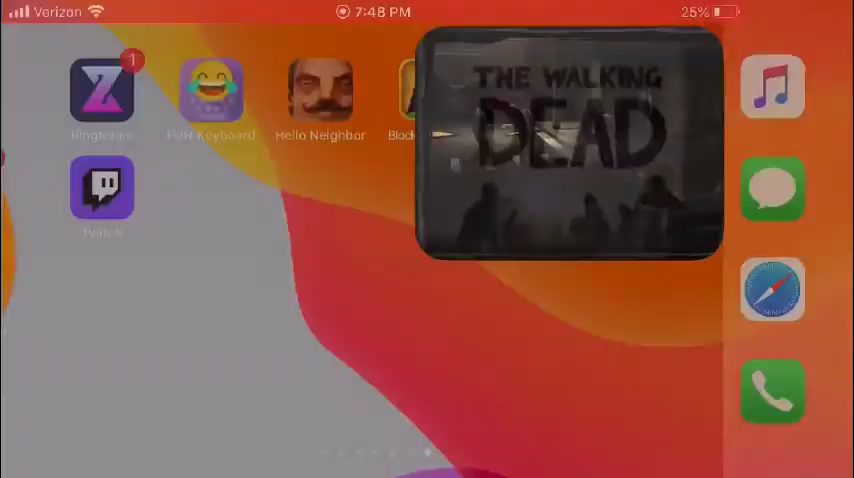 Verizon 7:48 PM 25%
1
Ringtones FUN Keyboard Hello Neighbor Block
Twitch
THE WALKING
DEAD